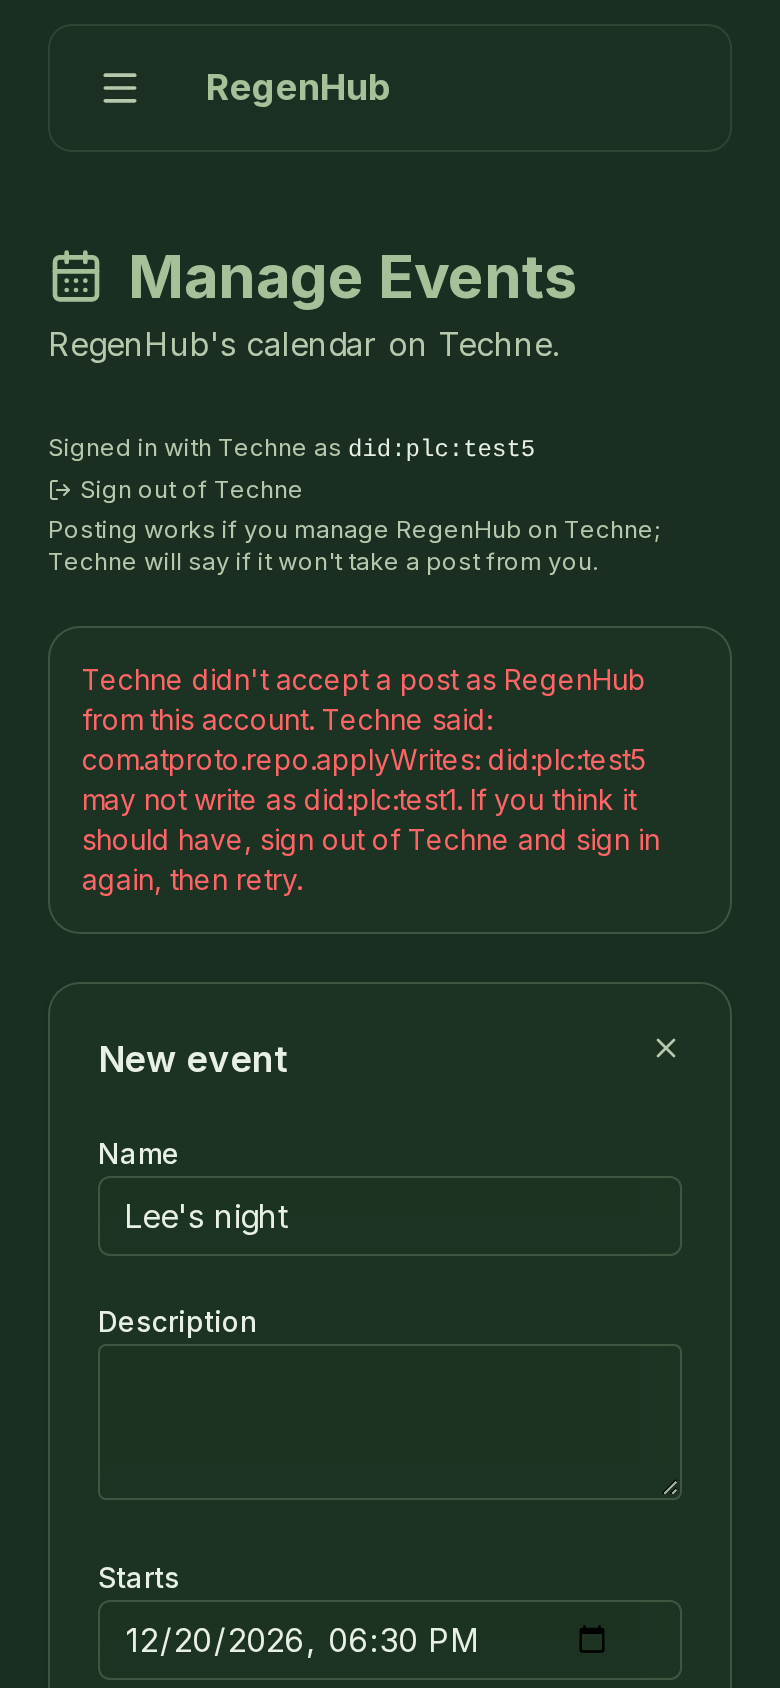 RegenHub
Manage Events
RegenHub's calendar on Techne.
Signed in with Techne as did:plc:test5
Sign out of Techne
Posting works if you manage RegenHub on Techne;
Techne will say if it won't take a post from you.
Techne didn't accept a post as RegenHub
from this account. Techne said:
com.atproto.repo.applyWrites: did:plc:test5
may not write as did:plc:test1. If you think it
should have, sign out of Techne and sign in
again, then retry.
New event
Name
Lee's night
Description
Starts
12/20/2026, 06:30 PM